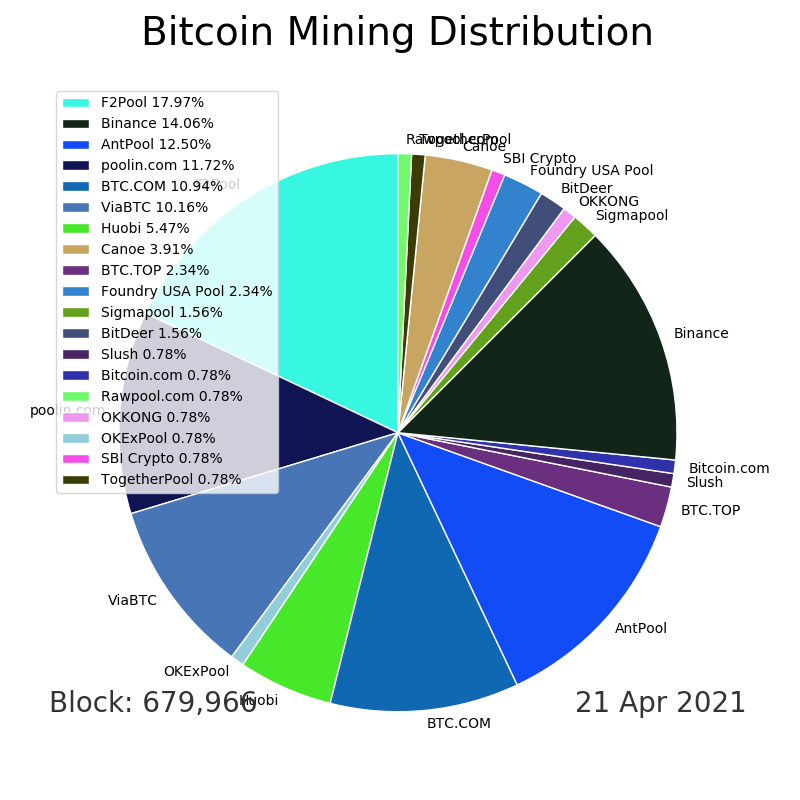 Bitcoin Mining Distribution
F2Pool 17.97%
Binance 14.06%
AntPool 12.50%
poolin.com 11.72%
BTC.COM 10.94%
ViaBTC 10.16%
Huobi 5.47%
Canoe 3.91%
BTC.TOP 2.34%
Foundry USA Pool 2.34%
Sigmapool 1.56%
BitDeer 1.56%
Slush 0.78%
Bitcoin.com 0.78%
Rawpool.com 0.78%
OKKONG 0.78%
OKExPool 0.78%
SBI Crypto 0.78%
TogetherPool 0.78%
Rawpool.com
TogetherPool
Canoe
SBI Crypto
Foundry USA Pool
BitDeer
OKKONG
Sigmapool
F2Pool
Binance
poolin.com
Bitcoin.com
Slush
BTC.TOP
ViaBTC
AntPool
OKExPool
Huobi
BTC.COM
Block: 679,966
21 Apr 2021